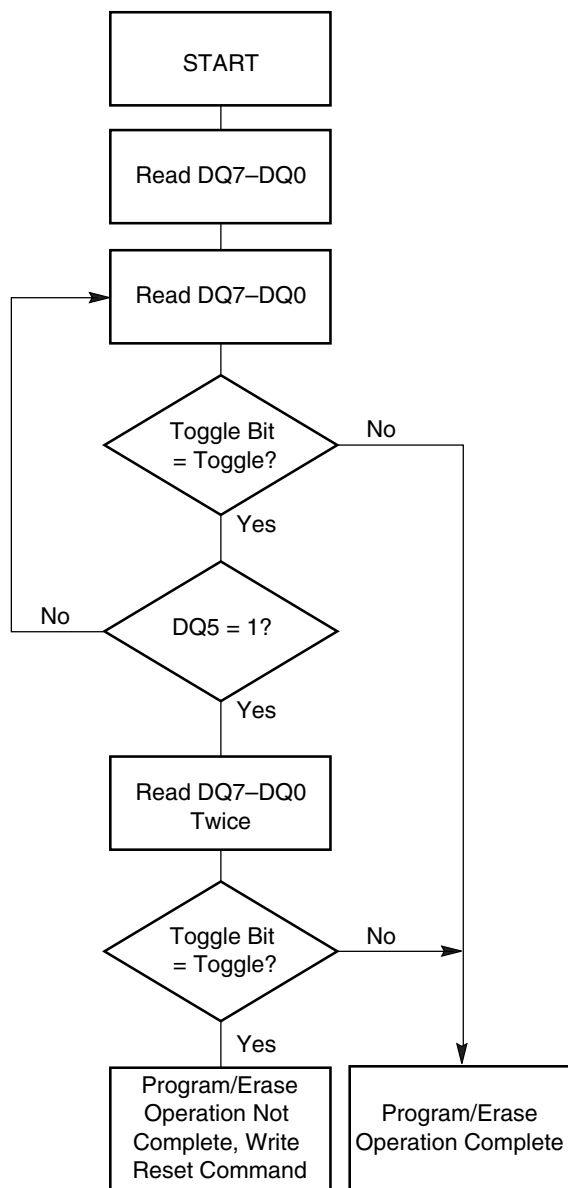 START
Read DQ7–DQ0
Read DQ7–DQ0
Toggle Bit
= Toggle?
No
Yes
No
DQ5 = 1?
Yes
Read DQ7–DQ0
Twice
Toggle Bit
= Toggle?
No
Yes
Program/Erase
Operation Not
Complete, Write
Reset Command
Program/Erase
Operation Complete